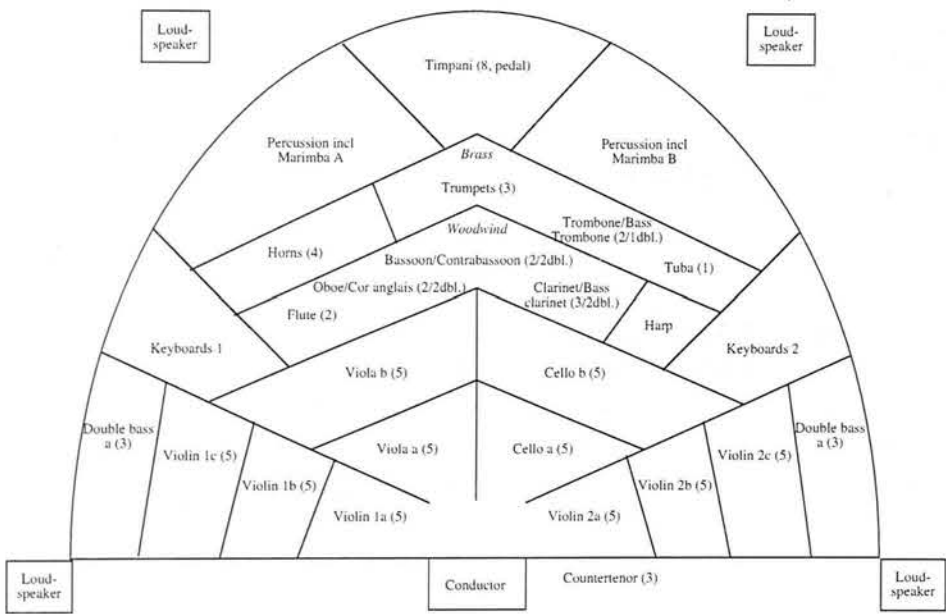 Loud-
speaker
Loud-
speaker
Timpani (8, pedal)
Percussion incl
Marimba A
Percussion incl
Marimba B
Brass
Trumpets (3)
Trombone/Bass
Trombone (2/1dbl.)
Horns (4)
Woodwind
Tuba (1)
Bassoon/Contrabassoon (2/2dbl.)
Oboe/Cor anglais (2/2dbl.)
Clarinet/Bass
clarinet (3/2dbl.)
Flute (2)
Harp
Keyboards 1
Keyboards 2
Viola b (5)
Cello b (5)
Double bass
a (3)
Violin 1c (5)
Violin 1b (5)
Violin 1a (5)
Viola a (5)
Cello a (5)
Violin 2a (5)
Violin 2b (5)
Violin 2c (5)
Double bass
a (3)
Loud-
speaker
Conductor
Countertenor (3)
Loud-
speaker